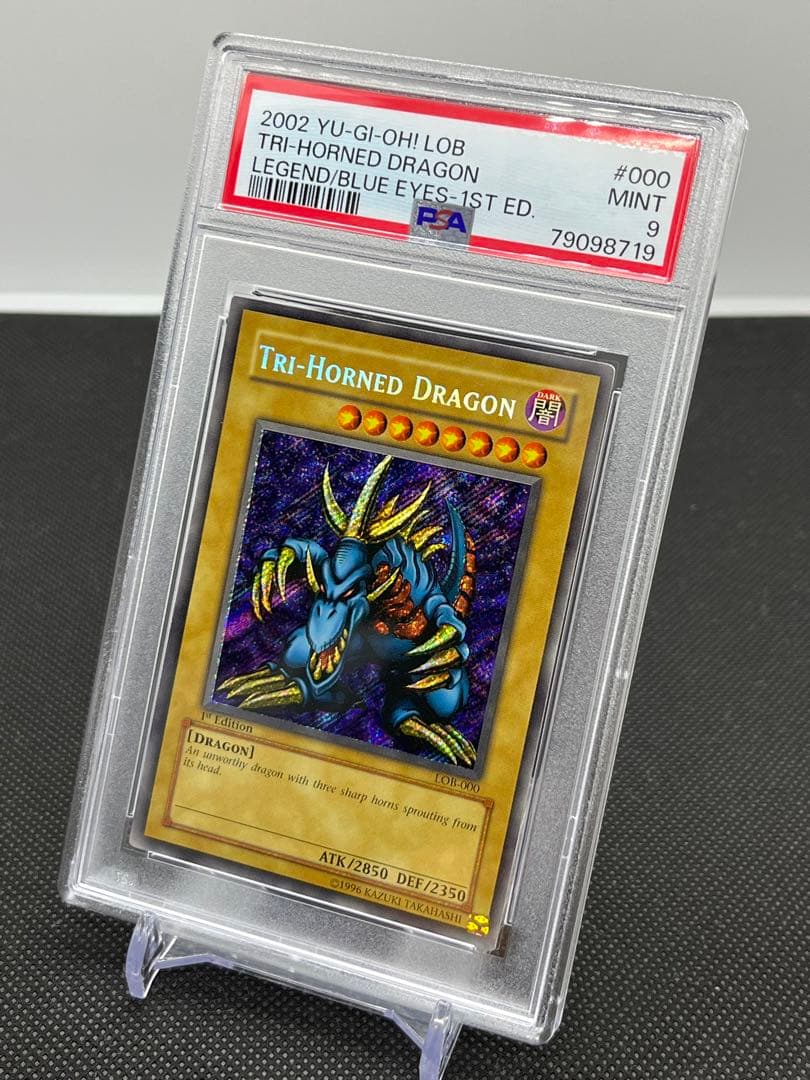 2002 YU-GI-OH! LOB
#000
TRI-HORNED DRAGON
MINT
LEGEND/BLUE EYES-1ST ED.
9
PSA
79098719
TRI-HORNED DRAGON
DARK
闇
1st Edition
LOB-000
[DRAGON]
An unworthy dragon with three sharp horns sprouting from
its head.
ATK/2850 DEF/2350
©1996 KAZUKI TAKAHASHI